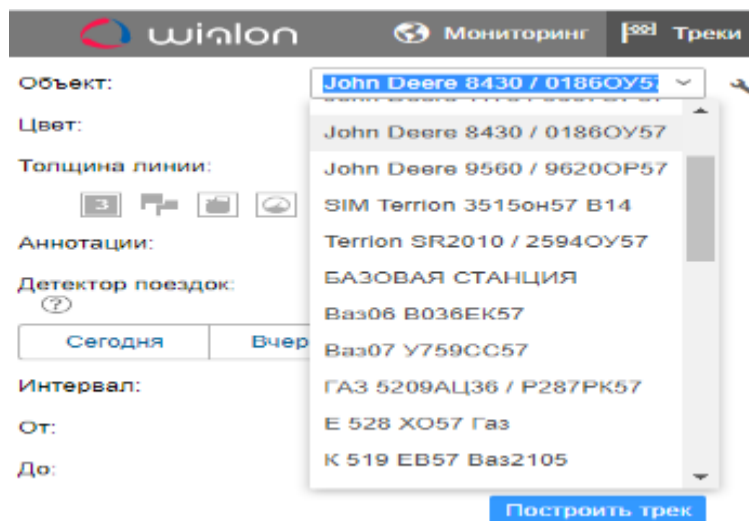 wialon Мониторинг Треки
Объект: John Deere 8430 / 0186ОУ57
Цвет:
John Deere 8430 / 0186ОУ57
Толщина линии:
John Deere 9560 / 9620ОР57
3
SIM Terrion 3515он57 B14
Аннотации:
Terrion SR2010 / 2594ОУ57
Детектор поездок:
?
БАЗОВАЯ СТАНЦИЯ
Ваз06 В036ЕК57
Сегодня Вчер
Ваз07 У759СС57
Интервал:
ГАЗ 5209АЦ36 / Р287РК57
От:
Е 528 ХО57 Газ
До:
К 519 ЕВ57 Ваз2105
Построить трек